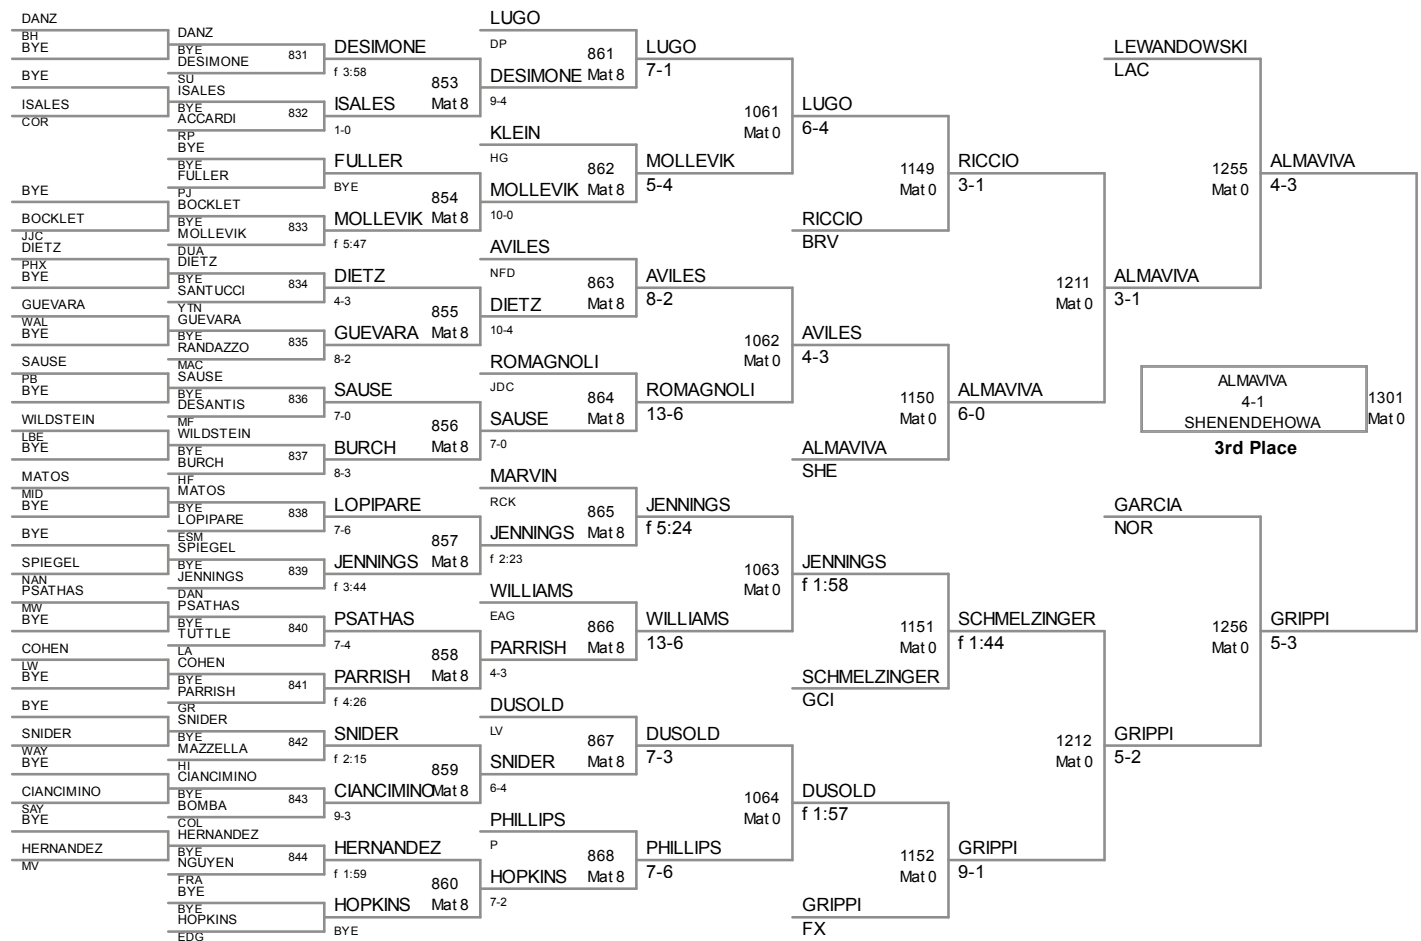 DANZ
BH
BYE
BYE
ISALES
COR
BYE
BOCKLET
JJC
DIETZ
PHX
BYE
GUEVARA
WAL
BYE
SAUSE
PB
BYE
WILDSTEIN
LBE
BYE
MATOS
MID
BYE
BYE
SPIEGEL
NAN
PSATHAS
MW
BYE
COHEN
LW
BYE
BYE
SNIDER
WAY
BYE
CIANCIMINO
SAY
BYE
HERNANDEZ
MV
DANZ
BYE
DESIMONE
831
SU
ISALES
BYE
ACCARDI
832
RP
BYE
BYE
FULLER
PJ
BOCKLET
BYE
MOLLEVIK
833
DUA
DIETZ
BYE
SANTUCCI
834
YTN
GUEVARA
BYE
RANDAZZO
835
MAC
SAUSE
BYE
DESANTIS
836
MF
WILDSTEIN
BYE
BURCH
837
HF
MATOS
BYE
LOPIPARE
838
ESM
SPIEGEL
BYE
JENNINGS
839
DAN
PSATHAS
BYE
TUTTLE
840
LA
COHEN
BYE
PARRISH
841
GR
SNIDER
BYE
MAZZELLA
842
HI
CIANCIMINO
BYE
BOMBA
843
COL
HERNANDEZ
BYE
NGUYEN
844
FRA
BYE
BYE
HOPKINS
EDG
DESIMONE
f 3:58
853
Mat 8
ISALES
1-0
FULLER
BYE
854
Mat 8
MOLLEVIK
f 5:47
DIETZ
4-3
855
Mat 8
GUEVARA
8-2
SAUSE
7-0
856
Mat 8
BURCH
8-3
LOPIPARE
7-6
857
Mat 8
JENNINGS
f 3:44
PSATHAS
7-4
858
Mat 8
PARRISH
f 4:26
SNIDER
f 2:15
859
Mat 8
CIANCIMINO
9-3
HERNANDEZ
f 1:59
860
Mat 8
HOPKINS
BYE
LUGO
DP
861
Mat 8
DESIMONE
9-4
KLEIN
HG
862
Mat 8
MOLLEVIK
10-0
AVILES
NFD
863
Mat 8
DIETZ
10-4
ROMAGNOLI
JDC
864
Mat 8
SAUSE
7-0
MARVIN
RCK
865
Mat 8
JENNINGS
f 2:23
WILLIAMS
EAG
866
Mat 8
PARRISH
4-3
DUSOLD
LV
867
Mat 8
SNIDER
6-4
PHILLIPS
P
868
Mat 8
HOPKINS
7-2
LUGO
7-1
1061
Mat 0
MOLLEVIK
5-4
AVILES
8-2
1062
Mat 0
ROMAGNOLI
13-6
JENNINGS
f 5:24
1063
Mat 0
WILLIAMS
13-6
DUSOLD
7-3
1064
Mat 0
PHILLIPS
7-6
LUGO
6-4
1149
Mat 0
RICCIO
BRV
AVILES
4-3
1150
Mat 0
ALMAVIVA
SHE
JENNINGS
f 1:58
1151
Mat 0
SCHMELZINGER
GCI
DUSOLD
f 1:57
1152
Mat 0
GRIPPI
FX
RICCIO
3-1
1211
Mat 0
ALMAVIVA
6-0
SCHMELZINGER
f 1:44
1212
Mat 0
GRIPPI
9-1
LEWANDOWSKI
LAC
1255
Mat 0
ALMAVIVA
3-1
GARCIA
NOR
1256
Mat 0
GRIPPI
5-2
ALMAVIVA
4-3
ALMAVIVA
4-1
SHENENDEHOWA
1301
Mat 0
3rd Place
GRIPPI
5-3